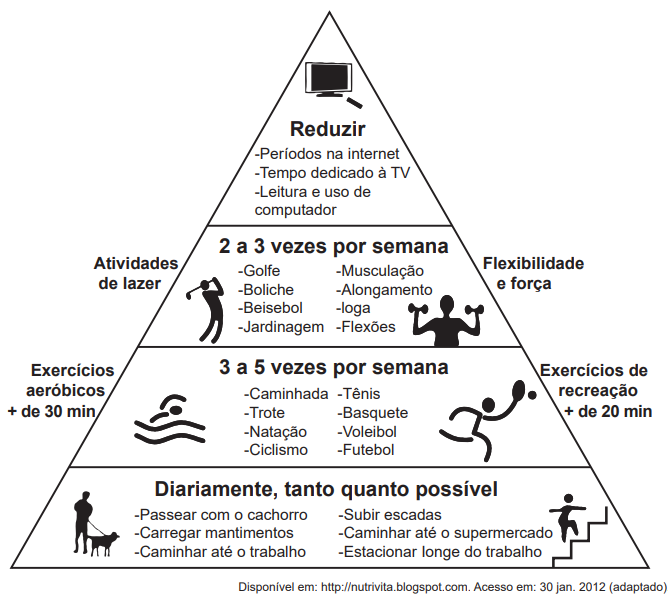 Reduzir
-Períodos na internet
-Tempo dedicado à TV
-Leitura e uso de
computador
Atividades
de lazer
2 a 3 vezes por semana
-Golfe
-Boliche
-Beisebol
-Jardinagem
-Musculação
-Alongamento
-Ioga
-Flexões
Flexibilidade
e força
Exercícios
aeróbicos
+ de 30 min
3 a 5 vezes por semana
-Caminhada
-Trote
-Natação
-Ciclismo
-Tênis
-Basquete
-Voleibol
-Futebol
Exercícios de
recreação
+ de 20 min
Diariamente, tanto quanto possível
-Passear com o cachorro
-Carregar mantimentos
-Caminhar até o trabalho
-Subir escadas
-Caminhar até o supermercado
-Estacionar longe do trabalho
Disponível em: http://nutrivita.blogspot.com. Acesso em: 30 jan. 2012 (adaptado)